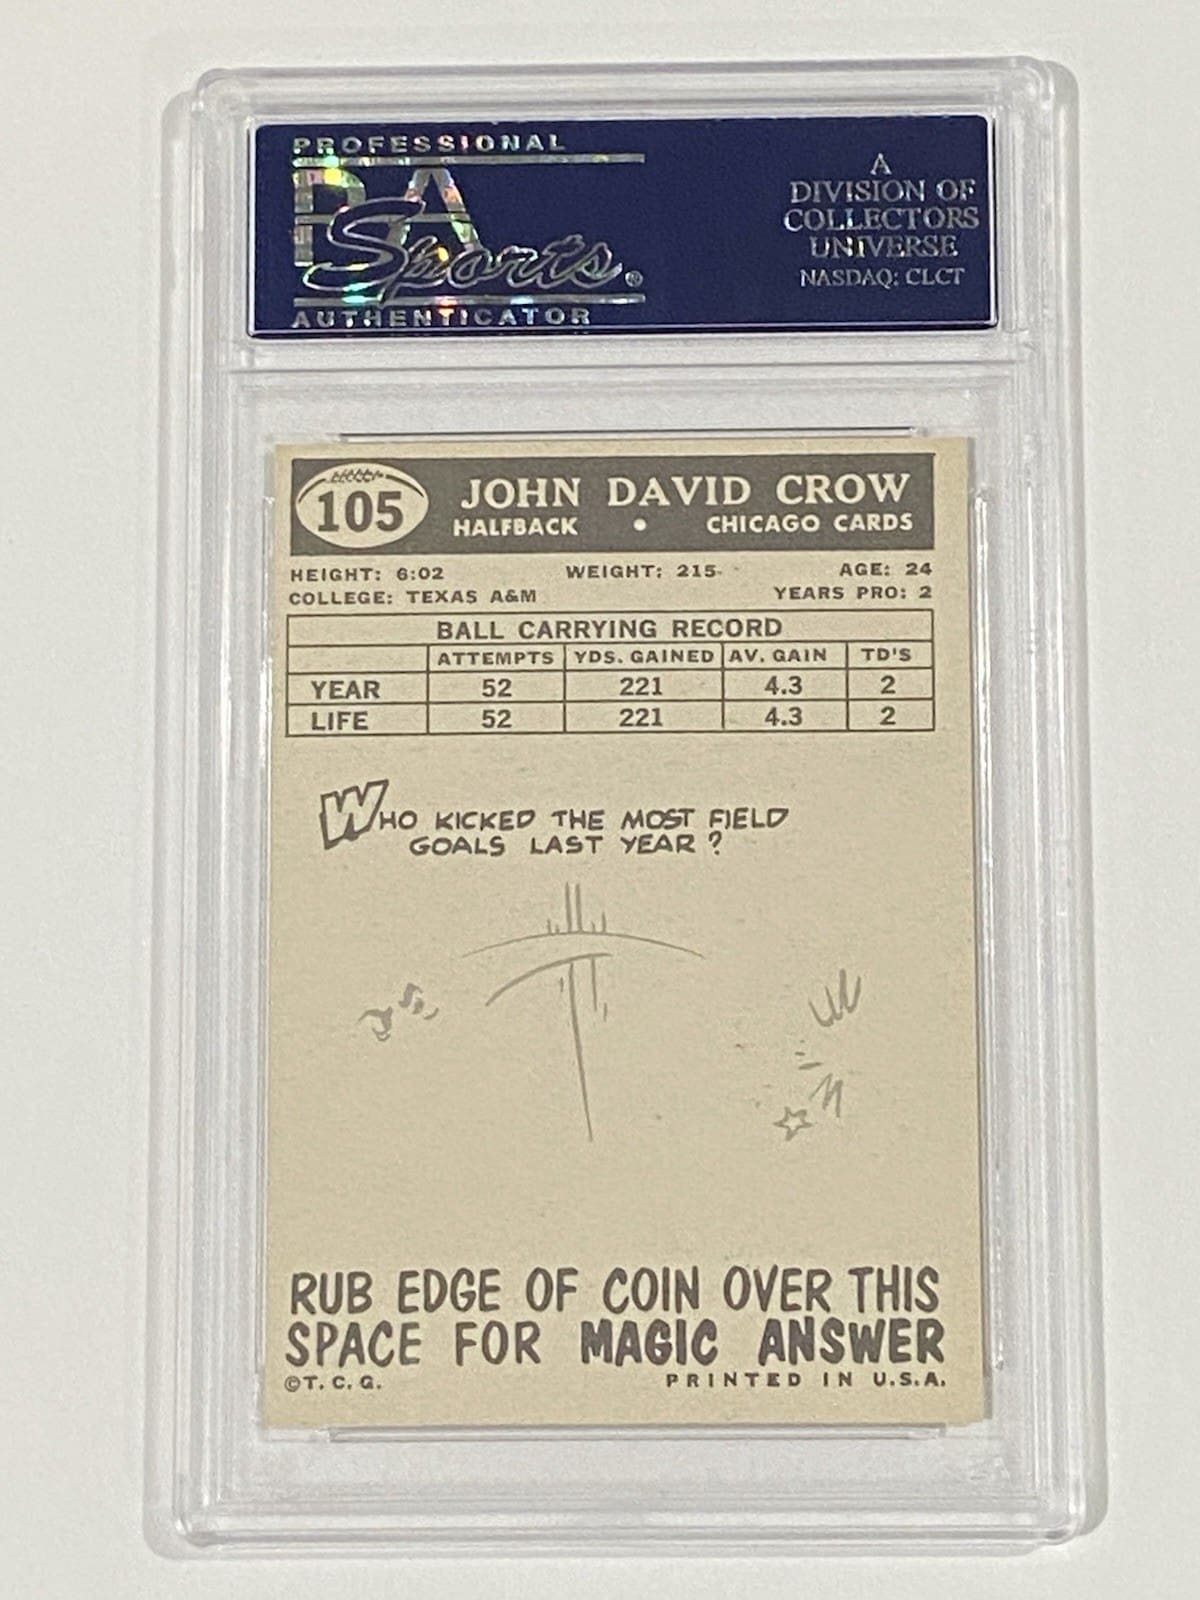 PROFESSIONAL
PSA
Sports®
AUTHENTICATOR
A
DIVISION OF
COLLECTORS
UNIVERSE
NASDAQ: CLCT
105
JOHN DAVID CROW
HALFBACK • CHICAGO CARDS
HEIGHT: 6:02 WEIGHT: 215 AGE: 24
COLLEGE: TEXAS A&M YEARS PRO: 2
BALL CARRYING RECORD
ATTEMPTS YDS. GAINED AV. GAIN TD'S
YEAR 52 221 4.3 2
LIFE 52 221 4.3 2
WHO KICKED THE MOST FIELD
GOALS LAST YEAR?
RUB EDGE OF COIN OVER THIS
SPACE FOR MAGIC ANSWER
©T.C.G. PRINTED IN U.S.A.